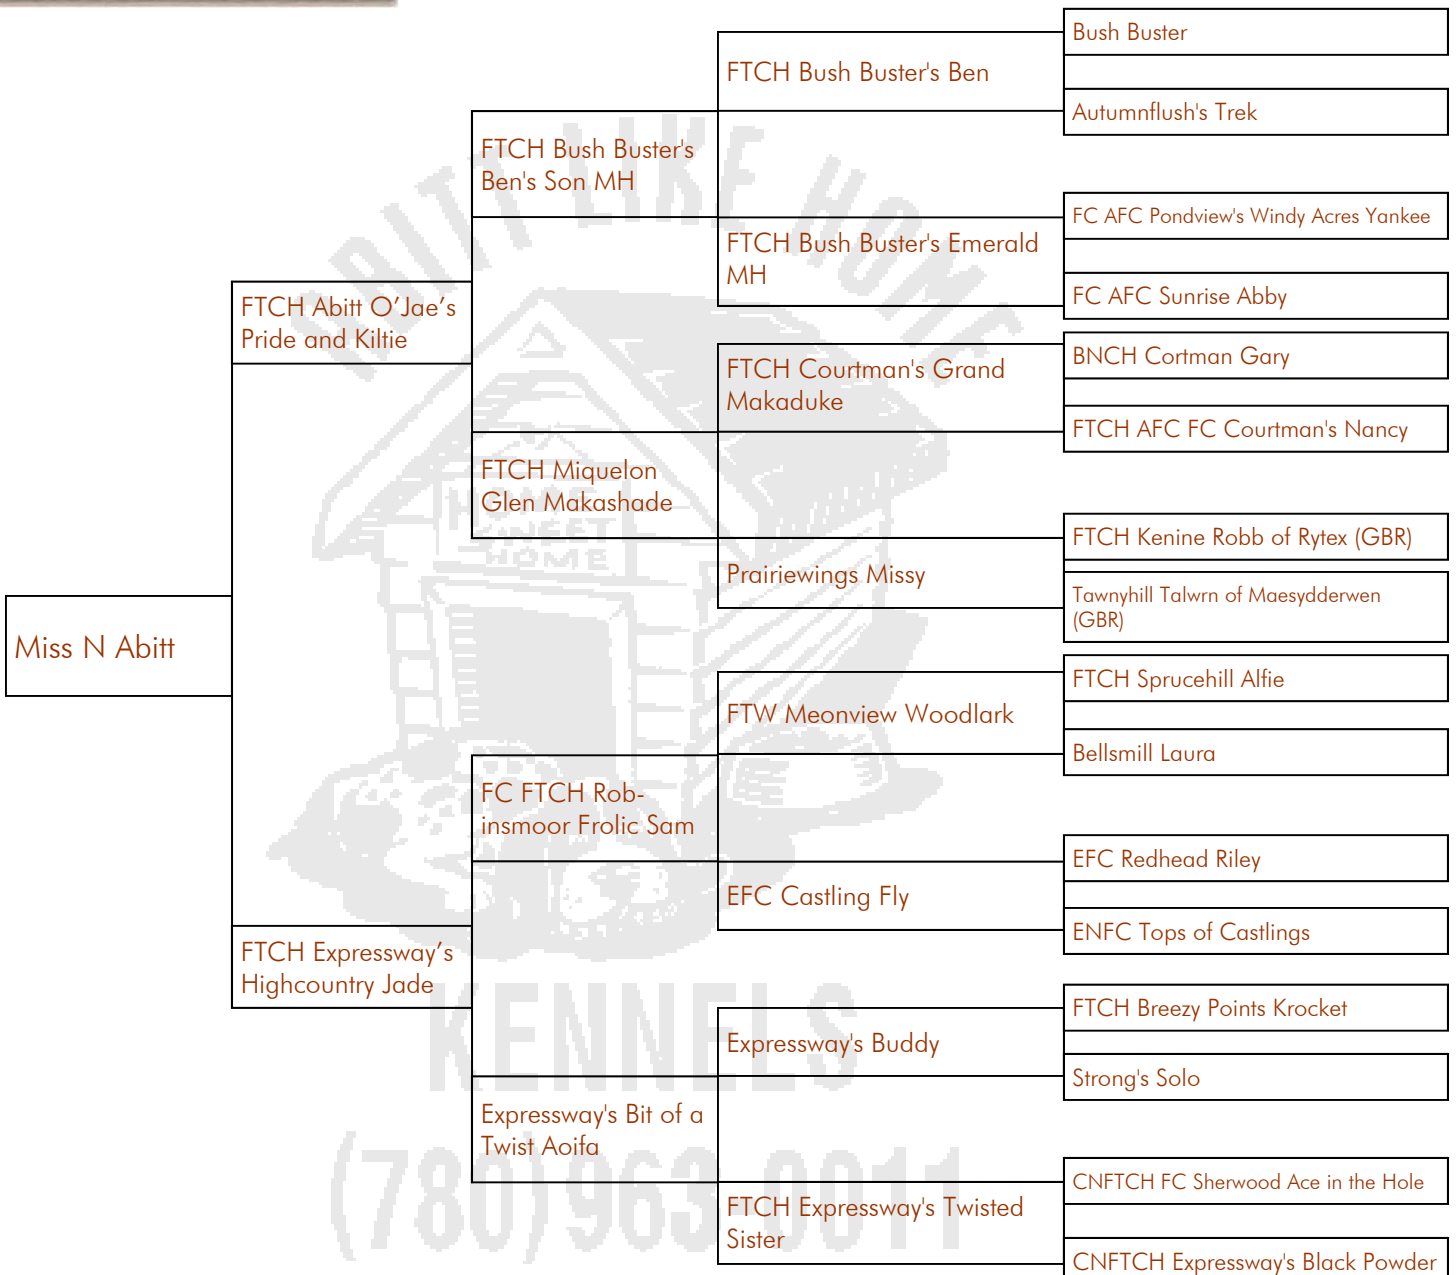 Bush Buster
FTCH Bush Buster's Ben
Autumnflush's Trek
FTCH Bush Buster's
Ben's Son MH
FC AFC Pondview's Windy Acres Yankee
FTCH Bush Buster's Emerald
MH
FC AFC Sunrise Abby
FTCH Abitt O’Jae’s
Pride and Kiltie
BNCH Cortman Gary
FTCH Courtman's Grand
Makaduke
FTCH AFC FC Courtman's Nancy
FTCH Miquelon
Glen Makashade
FTCH Kenine Robb of Rytex (GBR)
Prairiewings Missy
Tawnyhill Talwrn of Maesydderwen
(GBR)
Miss N Abitt
FTCH Sprucehill Alfie
FTW Meonview Woodlark
Bellsmill Laura
FC FTCH Rob-
insmoor Frolic Sam
EFC Redhead Riley
EFC Castling Fly
ENFC Tops of Castlings
FTCH Expressway’s
Highcountry Jade
FTCH Breezy Points Krocket
Expressway's Buddy
Strong's Solo
Expressway's Bit of a
Twist Aoifa
CNFTCH FC Sherwood Ace in the Hole
FTCH Expressway's Twisted
Sister
CNFTCH Expressway's Black Powder
ABITT LIKE HOME
HOME
SWEET
HOME
KENNELS
(780)963 0011